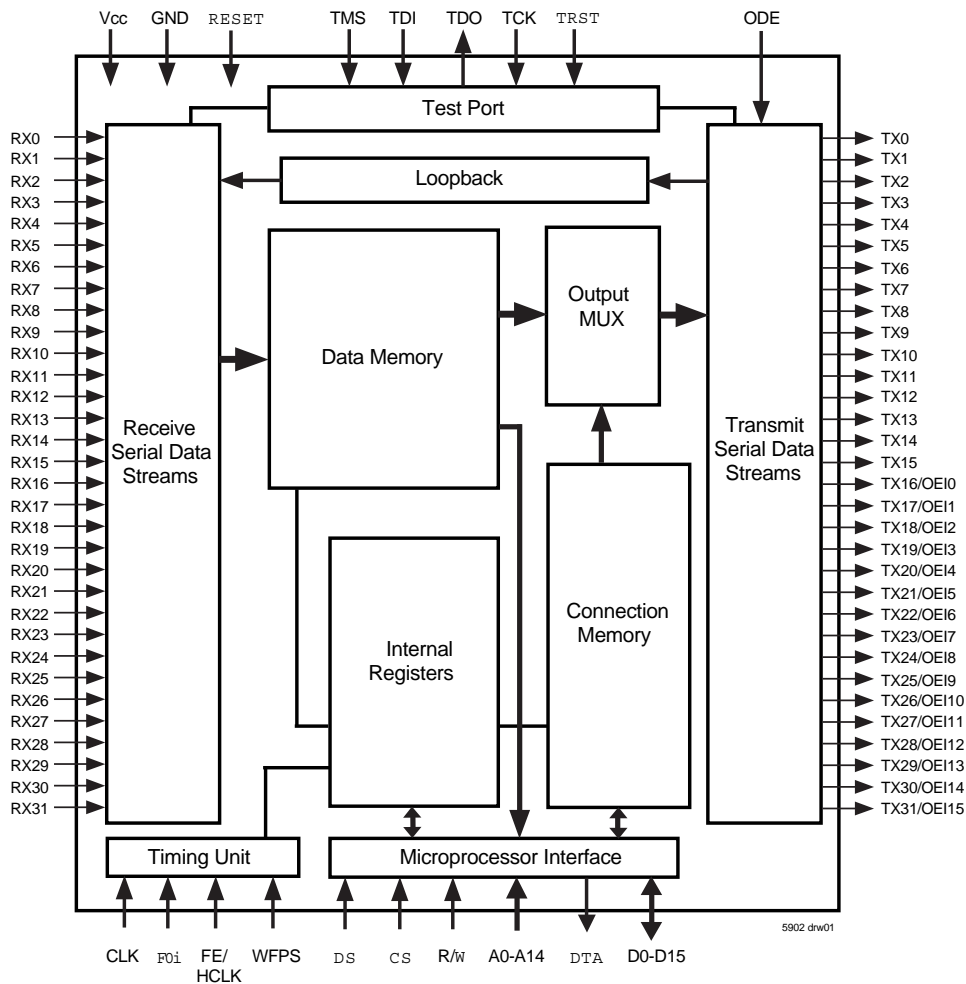 Vcc GND RESET TMS TDI TDO TCK TRST ODE
Test Port
Loopback
RX0
RX1
RX2
RX3
RX4
RX5
RX6
RX7
RX8
RX9
RX10
RX11
RX12
RX13
RX14
RX15
RX16
RX17
RX18
RX19
RX20
RX21
RX22
RX23
RX24
RX25
RX26
RX27
RX28
RX29
RX30
RX31
Receive
Serial Data
Streams
Data Memory
Output
MUX
Internal
Registers
Connection
Memory
Transmit
Serial Data
Streams
TX0
TX1
TX2
TX3
TX4
TX5
TX6
TX7
TX8
TX9
TX10
TX11
TX12
TX13
TX14
TX15
TX16/OEI0
TX17/OEI1
TX18/OEI2
TX19/OEI3
TX20/OEI4
TX21/OEI5
TX22/OEI6
TX23/OEI7
TX24/OEI8
TX25/OEI9
TX26/OEI10
TX27/OEI11
TX28/OEI12
TX29/OEI13
TX30/OEI14
TX31/OEI15
Timing Unit
Microprocessor Interface
5902 drw01
CLK F0i FE/
HCLK
WFPS DS CS R/W A0-A14 DTA D0-D15